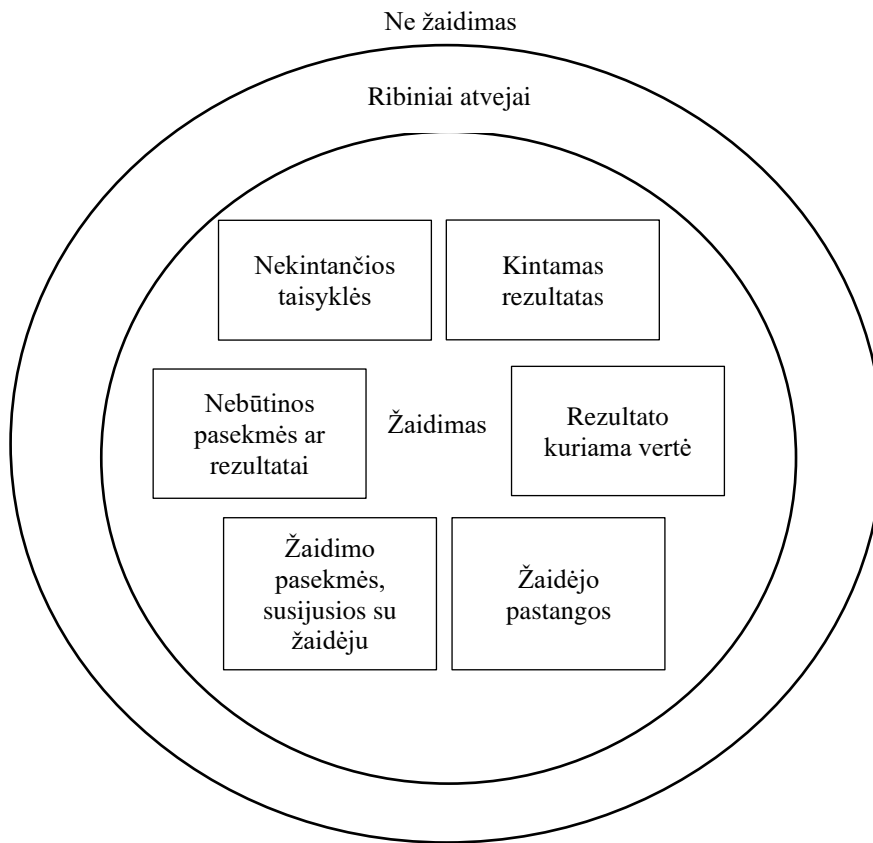 Ne žaidimas
Ribiniai atvejai
Nekintančios
taisyklės
Kintamas
rezultatas
Nebūtinos
pasekmės ar
rezultatai
Žaidimas
Rezultato
kuriama vertė
Žaidimo
pasekmės,
susijusios su
žaidėju
Žaidėjo
pastangos